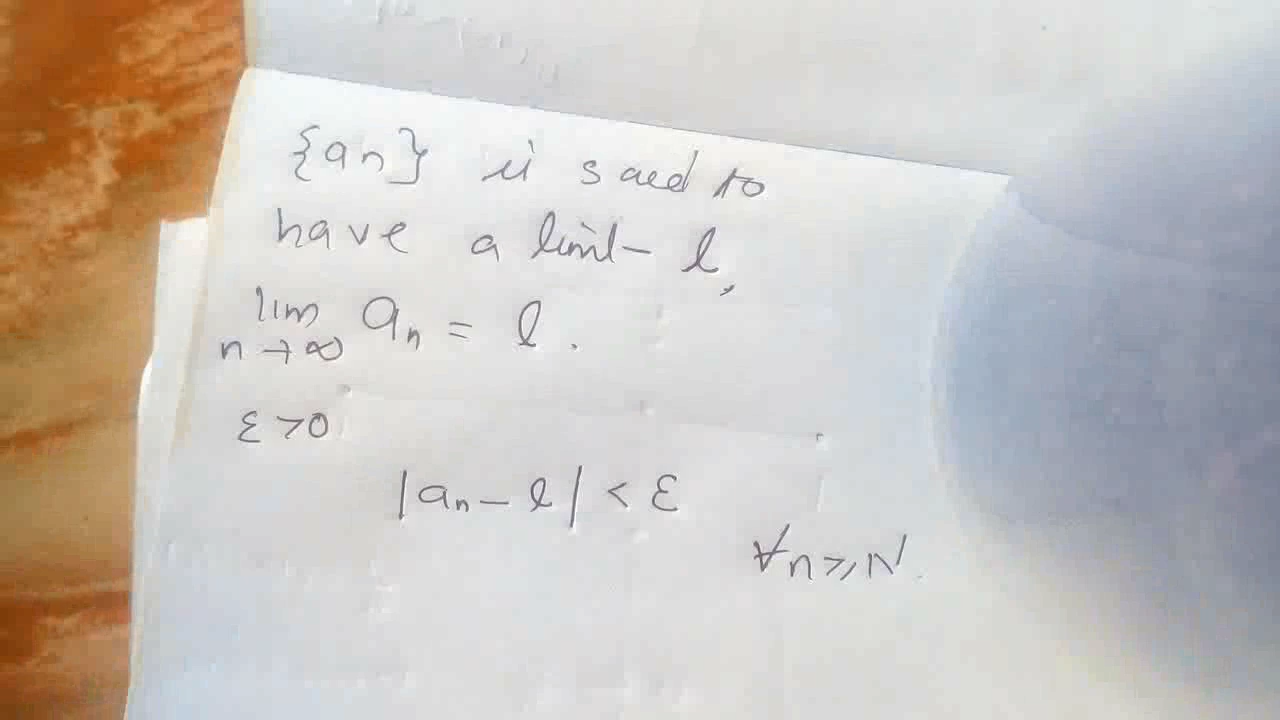 {an} is said to
have a limit l,
lim an = l.
n → ∞
ε > 0
|an - l| < ε
∀n ≥ N.